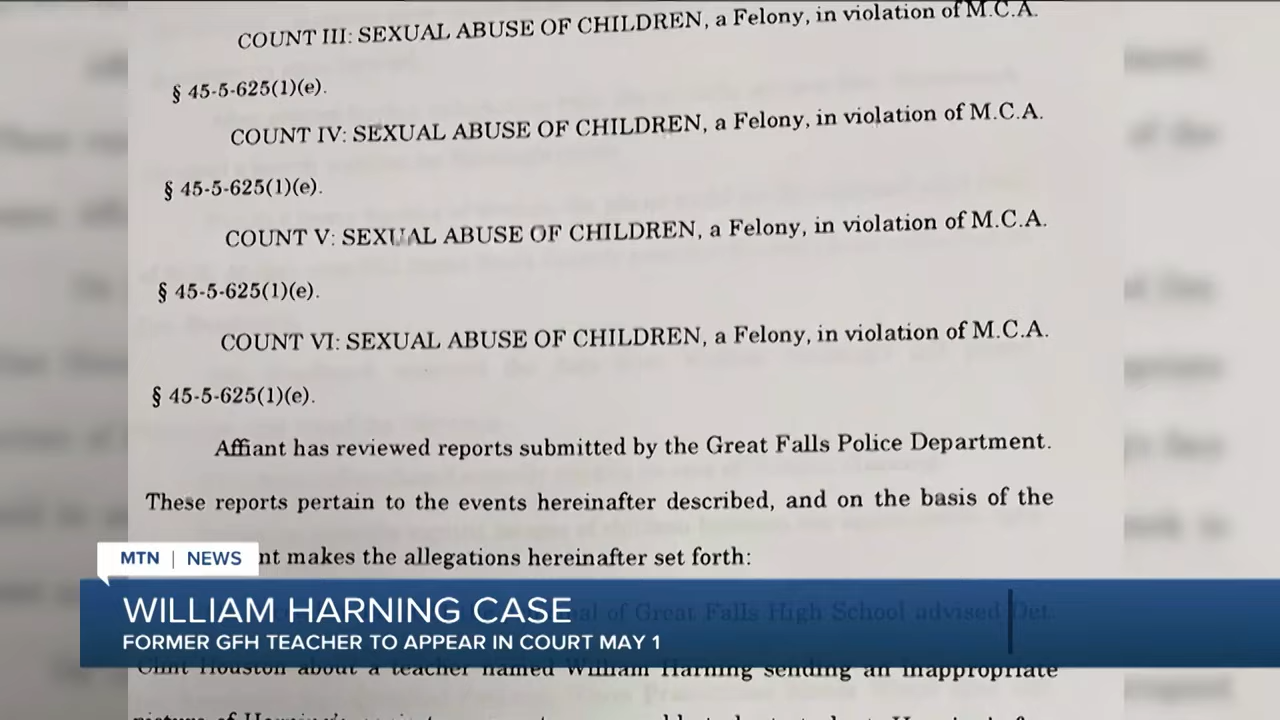 COUNT III: SEXUAL ABUSE OF CHILDREN, a Felony, in violation of M.C.A.
§ 45-5-625(1)(e).
COUNT IV: SEXUAL ABUSE OF CHILDREN, a Felony, in violation of M.C.A.
§ 45-5-625(1)(e).
COUNT V: SEXUAL ABUSE OF CHILDREN, a Felony, in violation of M.C.A.
§ 45-5-625(1)(e).
COUNT VI: SEXUAL ABUSE OF CHILDREN, a Felony, in violation of M.C.A.
§ 45-5-625(1)(e).
Affiant has reviewed reports submitted by the Great Falls Police Department.
These reports pertain to the events hereinafter described, and on the basis of the
makes the allegations hereinafter set forth:
MTN | NEWS
of Great Falls High School advised Det.
WILLIAM HARNING CASE
FORMER GFH TEACHER TO APPEAR IN COURT MAY 1
Clint Houston about a teacher named William Harning sending an inappropriate